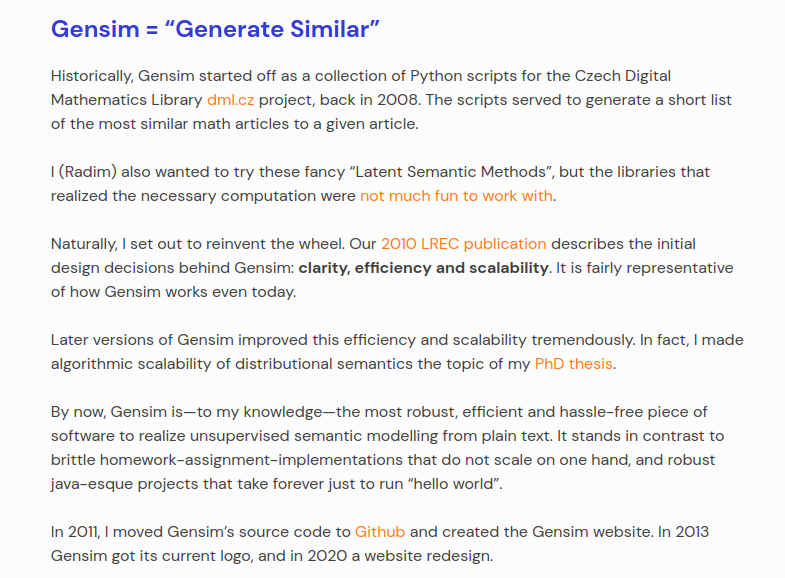 Gensim = “Generate Similar”
Historically, Gensim started off as a collection of Python scripts for the Czech Digital
Mathematics Library dml.cz project, back in 2008. The scripts served to generate a short list
of the most similar math articles to a given article.
I (Radim) also wanted to try these fancy “Latent Semantic Methods”, but the libraries that
realized the necessary computation were not much fun to work with.
Naturally, I set out to reinvent the wheel. Our 2010 LREC publication describes the initial
design decisions behind Gensim: clarity, efficiency and scalability. It is fairly representative
of how Gensim works even today.
Later versions of Gensim improved this efficiency and scalability tremendously. In fact, I made
algorithmic scalability of distributional semantics the topic of my PhD thesis.
By now, Gensim is—to my knowledge—the most robust, efficient and hassle-free piece of
software to realize unsupervised semantic modelling from plain text. It stands in contrast to
brittle homework-assignment-implementations that do not scale on one hand, and robust
java-esque projects that take forever just to run “hello world”.
In 2011, I moved Gensim’s source code to Github and created the Gensim website. In 2013
Gensim got its current logo, and in 2020 a website redesign.